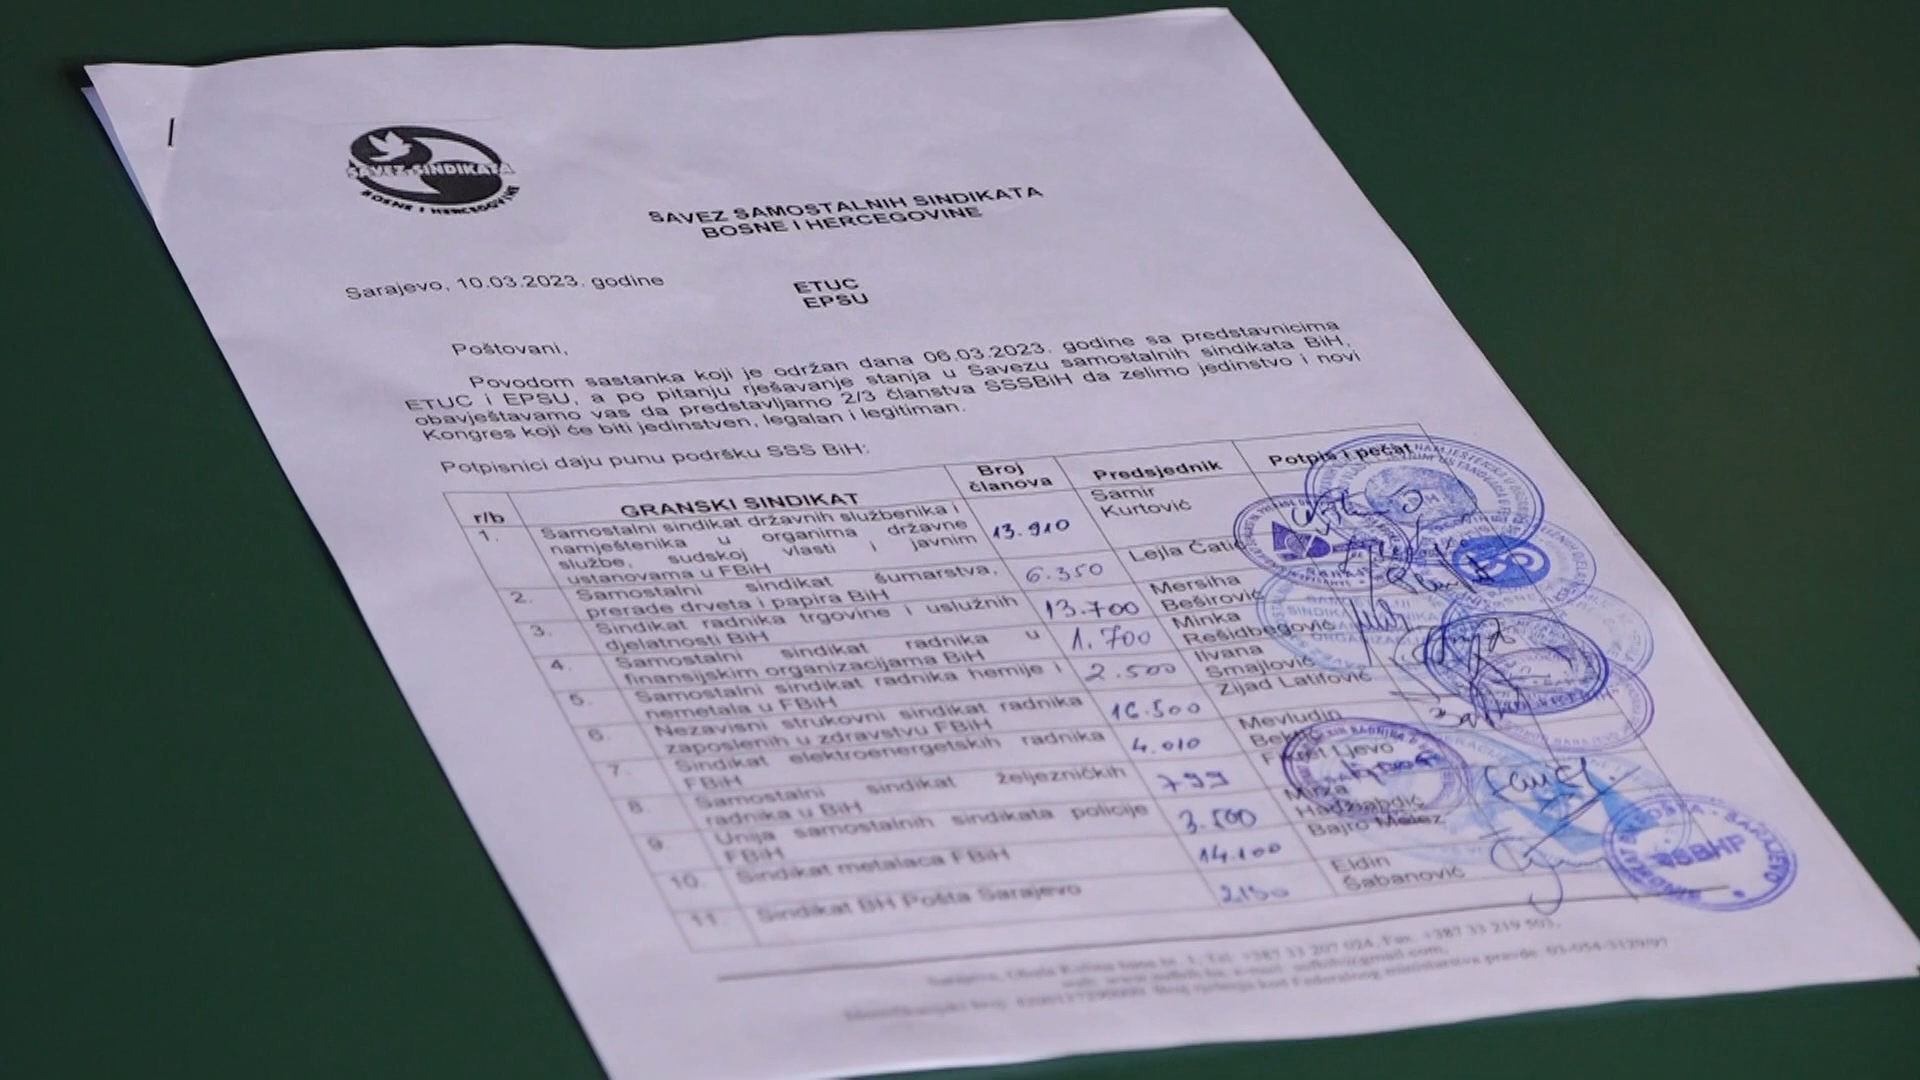 SAVEZ SINDIKATA
BOSNE I HERCEGOVINE
SAVEZ SAMOSTALNIH SINDIKATA
BOSNE I HERCEGOVINE
Sarajevo, 10.03.2023. godine
ETUC
EPSU
Poštovani,
Povodom sastanka koji je održan dana 06.03.2023. godine sa predstavnicima
ETUC i EPSU, a po pitanju rješavanje stanja u Savezu samostalnih sindikata BiH,
obavještavamo vas da predstavljamo 2/3 članstva SSSBiH da zelimo jedinstvo i novi
Kongres koji će biti jedinstven, legalan i legitiman.
Potpisnici daju punu podršku SSS BiH:
r/b GRANSKI SINDIKAT Broj članova Predsjednik Potpis i pečat
1. Samostalni sindikat državnih službenika i 13.910 Samir
namještenika u organima državne Kurtović
službe, sudskoj vlasti i javnim
ustanovama u FBiH
2. Samostalni sindikat šumarstva, 6.350 Lejla Ćatić
prerade drveta i papira BiH
3. Sindikat radnika trgovine i uslužnih 13.700 Mersiha
djelatnosti BiH Beširović
4. Samostalni sindikat radnika u 1.700 Minka
finansijskim organizacijama BiH Rešidbegović
5. Samostalni sindikat radnika hemije i 2.500 Ilvana
nemetala u FBiH Smajlović
6. Nezavisni strukovni sindikat radnika 16.500 Zijad Latifović
zaposlenih u zdravstvu FBiH
7. Sindikat elektroenergetskih radnika 4.010 Mevludin
FBiH Bektić
8. Samostalni sindikat željezničkih 799 Fikret Ljevo
radnika u BiH
9. Unija samostalnih sindikata policije 3.500 Mirza
FBiH Hadžiabdić
10. Sindikat metalaca FBiH 14.100 Bajro Melez
11. Sindikat BH Pošta Sarajevo 2150 Eldin
Šabanović
SSBHP